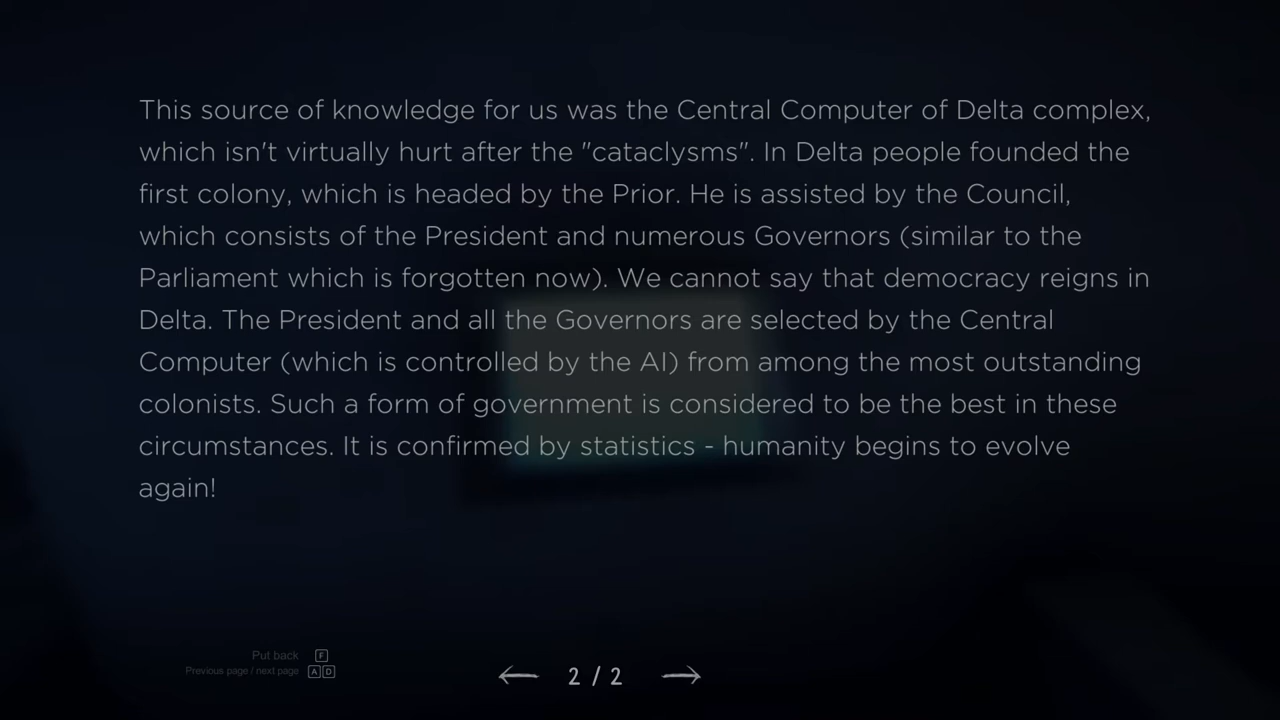 This source of knowledge for us was the Central Computer of Delta complex,
which isn't virtually hurt after the "cataclysms". In Delta people founded the
first colony, which is headed by the Prior. He is assisted by the Council,
which consists of the President and numerous Governors (similar to the
Parliament which is forgotten now). We cannot say that democracy reigns in
Delta. The President and all the Governors are selected by the Central
Computer (which is controlled by the AI) from among the most outstanding
colonists. Such a form of government is considered to be the best in these
circumstances. It is confirmed by statistics - humanity begins to evolve
again!
Put back F
Previous page / next page A D
2 / 2